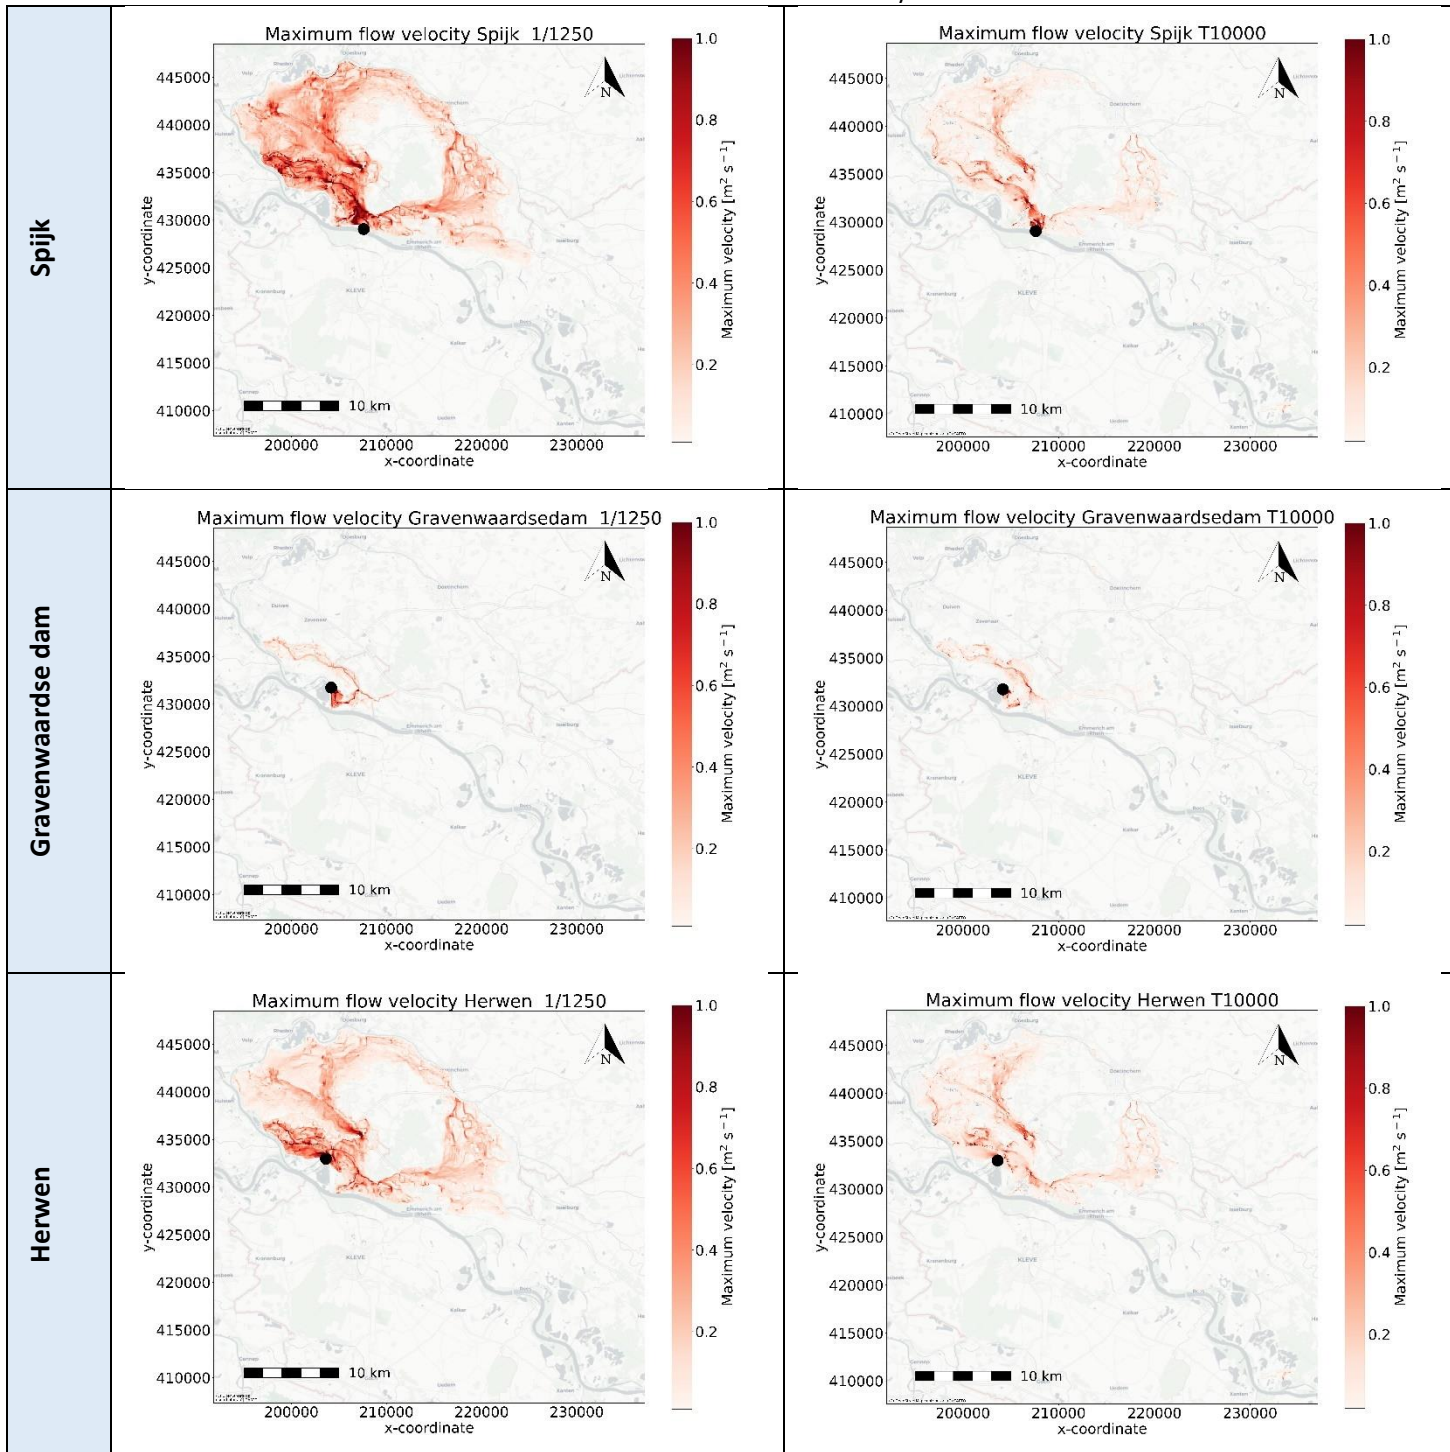 Spijk
Maximum flow velocity Spijk 1/1250
445000
440000
435000
430000
425000
420000
415000
410000
y-coordinate
200000 210000 220000 230000
x-coordinate
N
KLEVE
10 km
1.0
0.8
0.6
0.4
0.2
Maximum velocity [m² s⁻¹]
Maximum flow velocity Spijk T10000
445000
440000
435000
430000
425000
420000
415000
410000
y-coordinate
200000 210000 220000 230000
x-coordinate
N
KLEVE
10 km
1.0
0.8
0.6
0.4
0.2
Maximum velocity [m² s⁻¹]
Gravenwaardse dam
Maximum flow velocity Gravenwaardsedam 1/1250
445000
440000
435000
430000
425000
420000
415000
410000
y-coordinate
200000 210000 220000 230000
x-coordinate
N
KLEVE
10 km
1.0
0.8
0.6
0.4
0.2
Maximum velocity [m² s⁻¹]
Maximum flow velocity Gravenwaardsedam T10000
445000
440000
435000
430000
425000
420000
415000
410000
y-coordinate
200000 210000 220000 230000
x-coordinate
N
KLEVE
10 km
1.0
0.8
0.6
0.4
0.2
Maximum velocity [m² s⁻¹]
Herwen
Maximum flow velocity Herwen 1/1250
445000
440000
435000
430000
425000
420000
415000
410000
y-coordinate
200000 210000 220000 230000
x-coordinate
N
KLEVE
10 km
1.0
0.8
0.6
0.4
0.2
Maximum velocity [m² s⁻¹]
Maximum flow velocity Herwen T10000
445000
440000
435000
430000
425000
420000
415000
410000
y-coordinate
200000 210000 220000 230000
x-coordinate
N
KLEVE
10 km
1.0
0.8
0.6
0.4
0.2
Maximum velocity [m² s⁻¹]